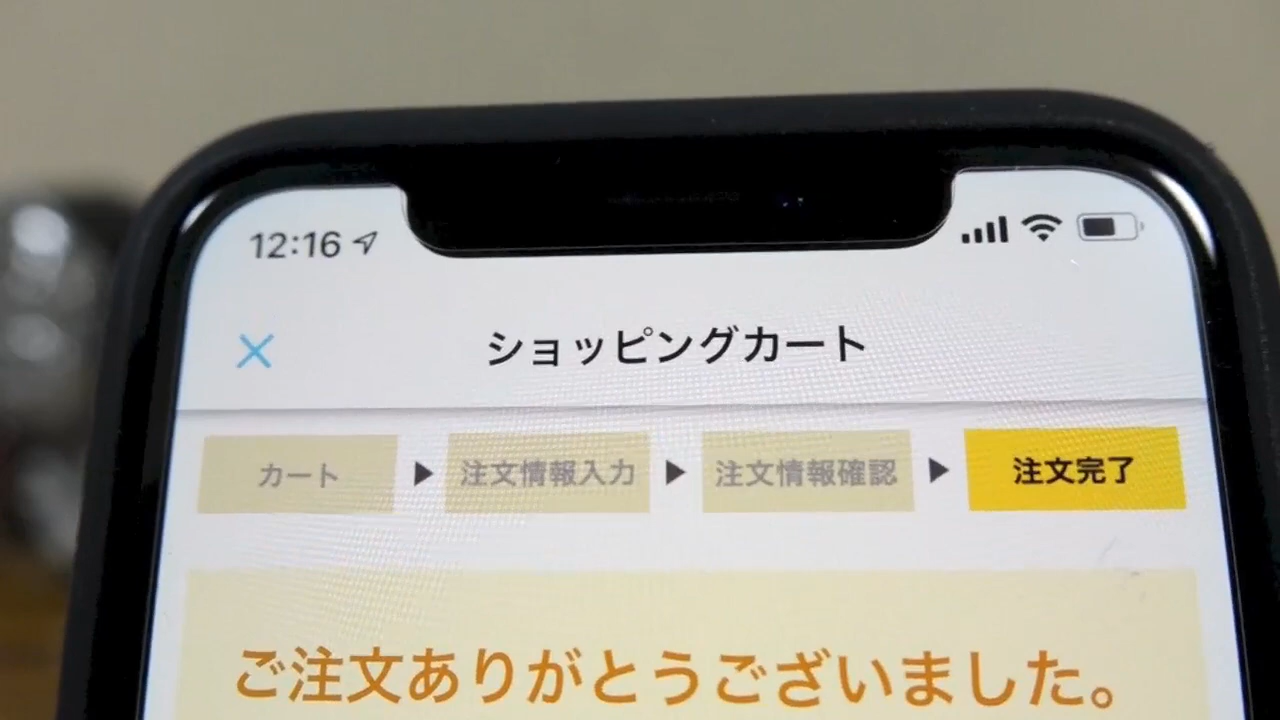 12:16
ショッピングカート
カート ▶ 注文情報入力 ▶ 注文情報確認 ▶ 注文完了
ご注文ありがとうございました。